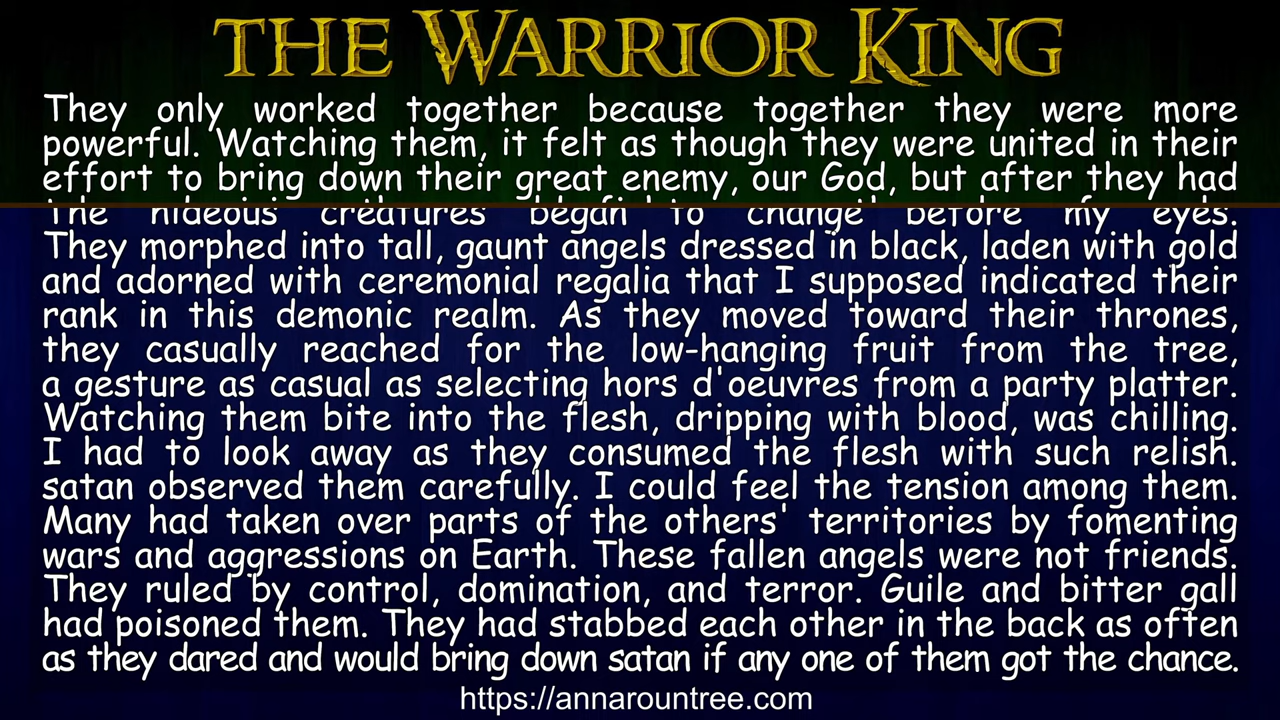 THE WARRIOR KING
They only worked together because together they were more
powerful. Watching them, it felt as though they were united in their
effort to bring down their great enemy, our God, but after they had
The hideous creatures began to change before my eyes.
They morphed into tall, gaunt angels dressed in black, laden with gold
and adorned with ceremonial regalia that I supposed indicated their
rank in this demonic realm. As they moved toward their thrones,
they casually reached for the low-hanging fruit from the tree,
a gesture as casual as selecting hors d'oeuvres from a party platter.
Watching them bite into the flesh, dripping with blood, was chilling.
I had to look away as they consumed the flesh with such relish.
satan observed them carefully. I could feel the tension among them.
Many had taken over parts of the others' territories by fomenting
wars and aggressions on Earth. These fallen angels were not friends.
They ruled by control, domination, and terror. Guile and bitter gall
had poisoned them. They had stabbed each other in the back as often
as they dared and would bring down satan if any one of them got the chance.
https://annarountree.com